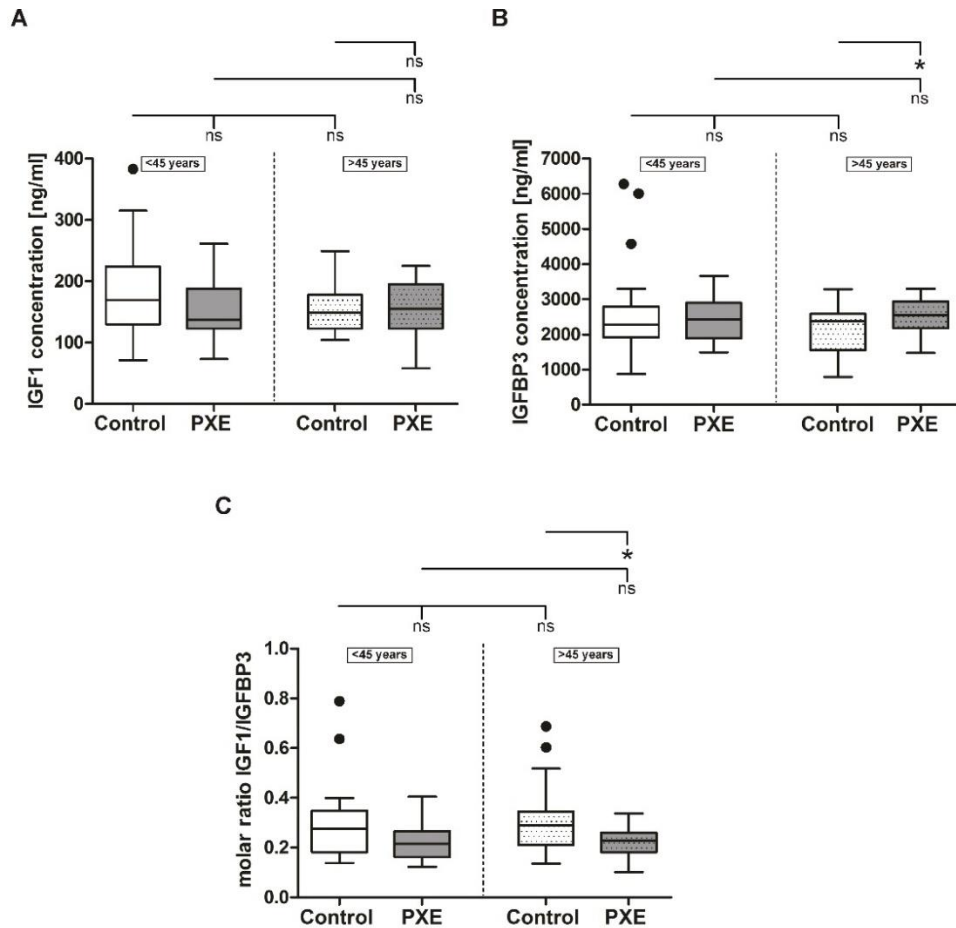 A
ns
ns
ns ns
<45 years >45 years
IGF1 concentration [ng/ml]
400
300
200
100
0
Control PXE Control PXE
B
*
ns
ns ns
<45 years >45 years
IGFBP3 concentration [ng/ml]
7000
6000
5000
4000
3000
2000
1000
0
Control PXE Control PXE
C
*
ns
ns ns
<45 years >45 years
molar ratio IGF1/IGFBP3
1.0
0.8
0.6
0.4
0.2
0.0
Control PXE Control PXE